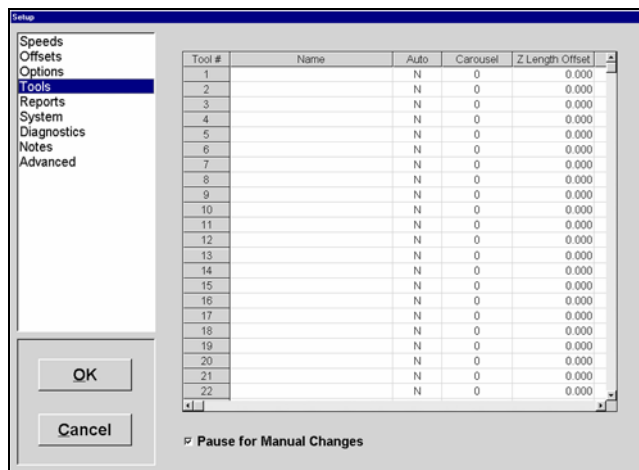 Setup
Speeds
Offsets
Options
Tools
Reports
System
Diagnostics
Notes
Advanced
OK
Cancel
Tool # Name Auto Carousel Z Length Offset
1 N 0 0.000
2 N 0 0.000
3 N 0 0.000
4 N 0 0.000
5 N 0 0.000
6 N 0 0.000
7 N 0 0.000
8 N 0 0.000
9 N 0 0.000
10 N 0 0.000
11 N 0 0.000
12 N 0 0.000
13 N 0 0.000
14 N 0 0.000
15 N 0 0.000
16 N 0 0.000
17 N 0 0.000
18 N 0 0.000
19 N 0 0.000
20 N 0 0.000
21 N 0 0.000
22 N 0 0.000
Pause for Manual Changes